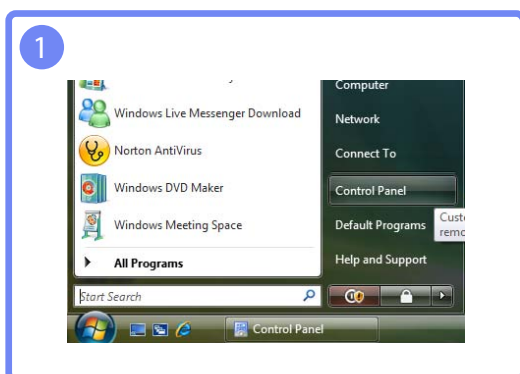 1
Computer
Windows Live Messenger Download
Network
Norton AntiVirus
Connect To
Windows DVD Maker
Control Panel
Windows Meeting Space
Default Programs
All Programs
Help and Support
Start Search
Control Panel